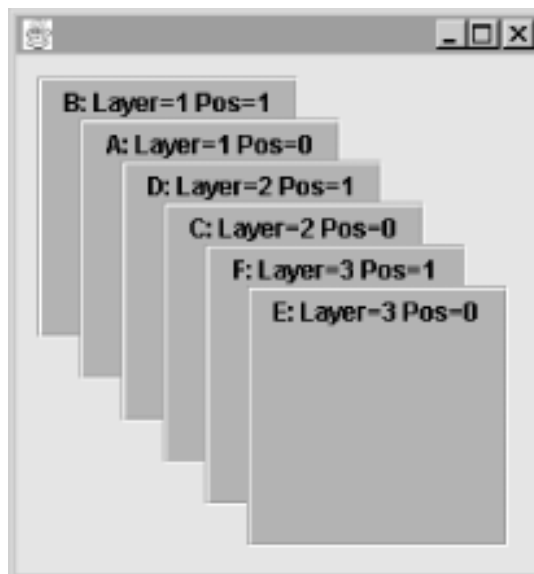 B: Layer=1 Pos=1
A: Layer=1 Pos=0
D: Layer=2 Pos=1
C: Layer=2 Pos=0
F: Layer=3 Pos=1
E: Layer=3 Pos=0